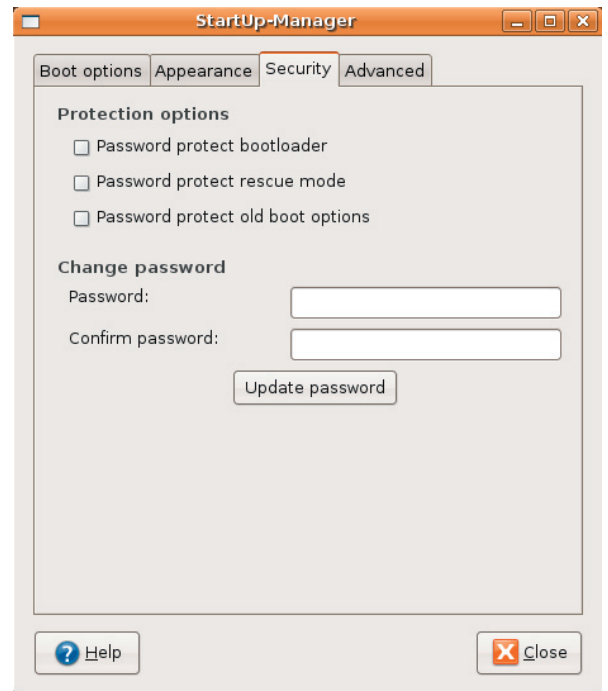 StartUp-Manager
Boot options Appearance Security Advanced
Protection options
Password protect bootloader
Password protect rescue mode
Password protect old boot options
Change password
Password:
Confirm password:
Update password
Help Close